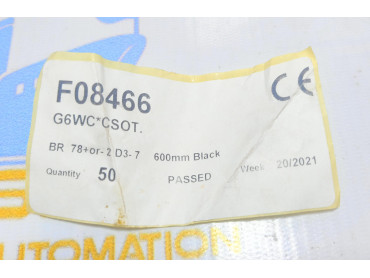 F08466
G6WC*CSOT.
BR 78+or-2 D3-7 600mm Black
Quantity 50 PASSED Week 20/2021
CE
AUTOMATION